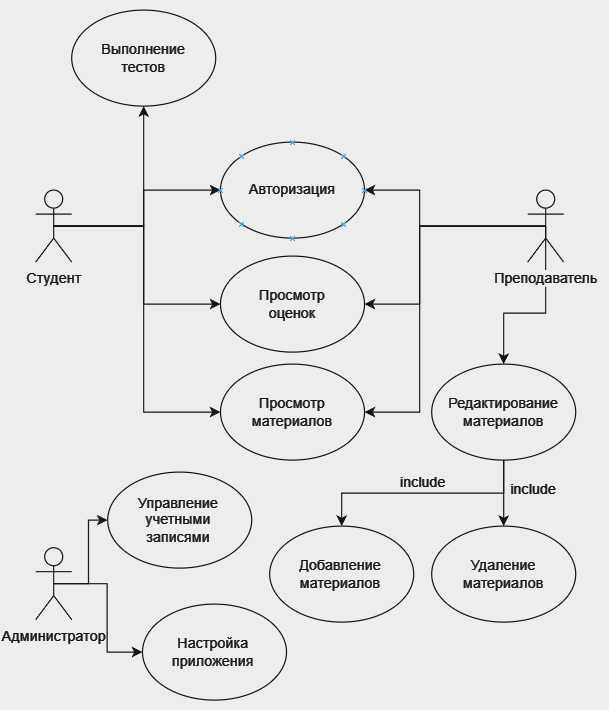 Выполнение
тестов
Авторизация
Студент
Преподаватель
Просмотр
оценок
Просмотр
материалов
Редактирование
материалов
include
include
Управление
учетными
записями
Добавление
материалов
Удаление
материалов
Администратор
Настройка
приложения